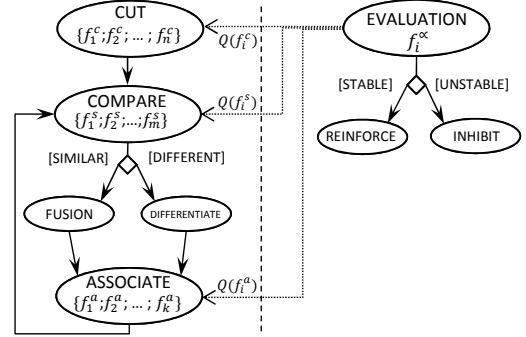 CUT
{f₁ᶜ;f₂ᶜ; … ; fₙᶜ}
Q(fᵢᶜ)
EVALUATION
fᵢ^∝
[STABLE]
[UNSTABLE]
REINFORCE
INHIBIT
COMPARE
{f₁ˢ;f₂ˢ; …;fₘˢ}
Q(fᵢˢ)
[SIMILAR]
[DIFFERENT]
FUSION
DIFFERENTIATE
ASSOCIATE
{f₁ᵃ;f₂ᵃ; … ; fₖᵃ}
Q(fᵢᵃ)